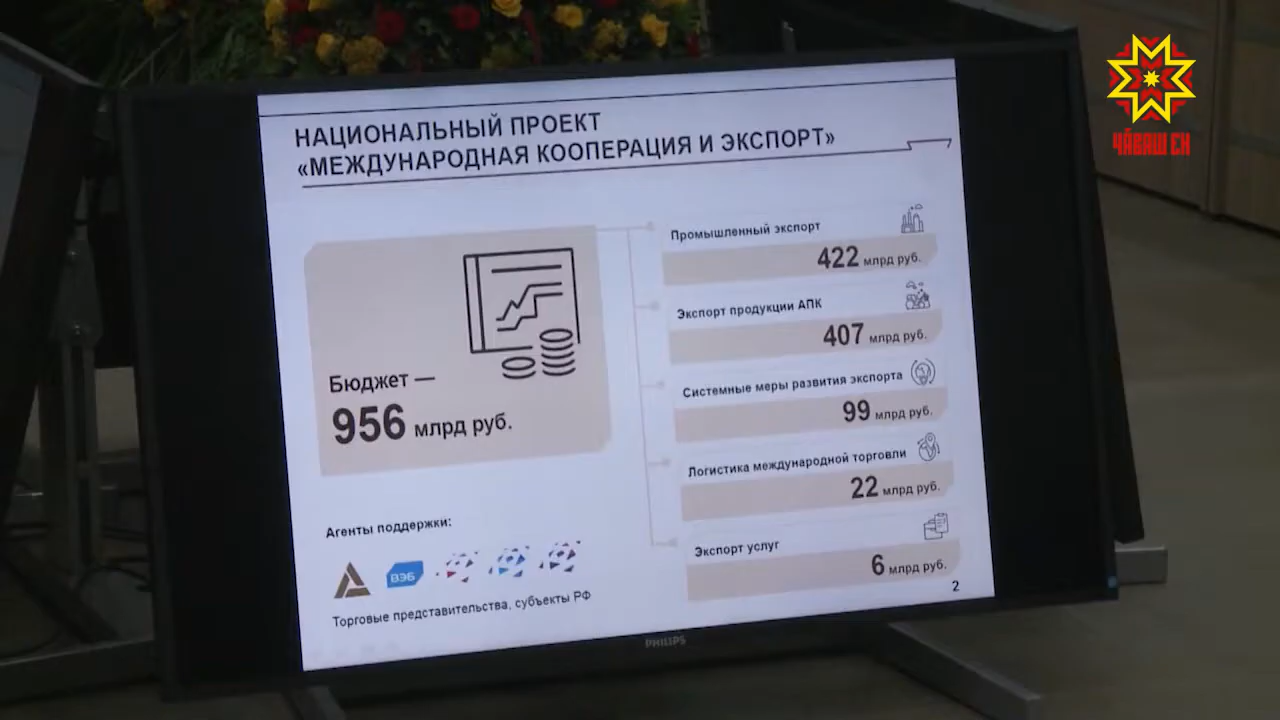 НАЦИОНАЛЬНЫЙ ПРОЕКТ
«МЕЖДУНАРОДНАЯ КООПЕРАЦИЯ И ЭКСПОРТ»
Бюджет —
956 млрд руб.
Промышленный экспорт
422 млрд руб.
Экспорт продукции АПК
407 млрд руб.
Системные меры развития экспорта
99 млрд руб.
Логистика международной торговли
22 млрд руб.
Экспорт услуг
6 млрд руб.
Агенты поддержки:
ВЭБ
Торговые представительства, субъекты РФ
2
PHILIPS
ЧӐВАШ ЕН